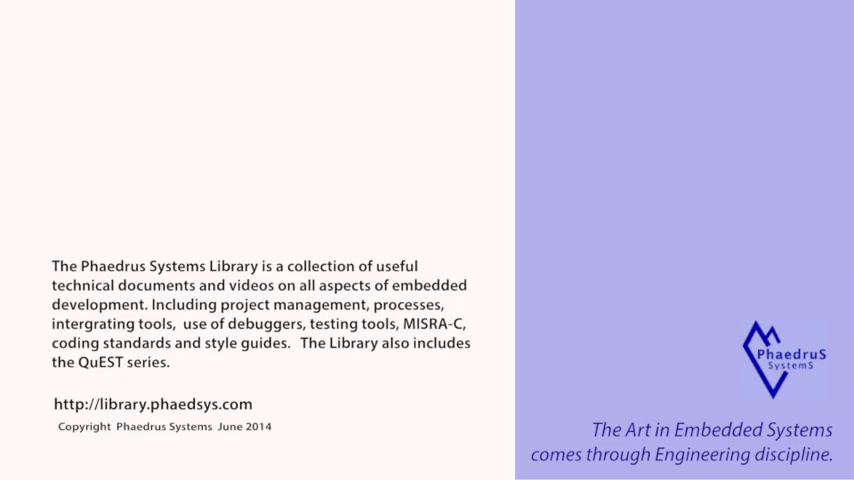 The Phaedrus Systems Library is a collection of useful
technical documents and videos on all aspects of embedded
development. Including project management, processes,
intergrating tools,  use of debuggers, testing tools, MISRA-C,
coding standards and style guides.   The Library also includes
the QuEST series.
http://library.phaedsys.com
Copyright  Phaedrus Systems  June 2014
PhaedruS
SystemS
The Art in Embedded Systems
comes through Engineering discipline.